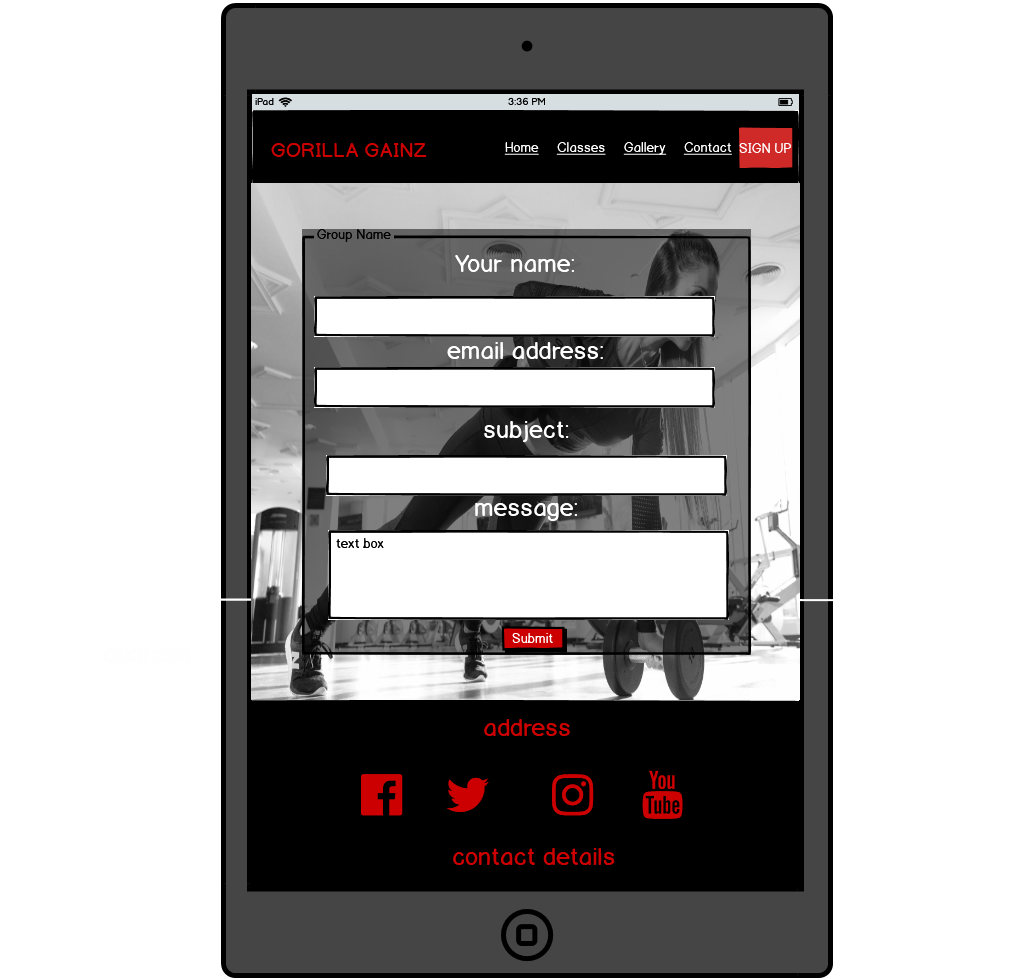 iPad 3:36 PM
GORILLA GAINZ Home Classes Gallery Contact SIGN UP
Group Name
Your name:
email address:
subject:
message:
text box
Submit
address
You
Tube
contact details